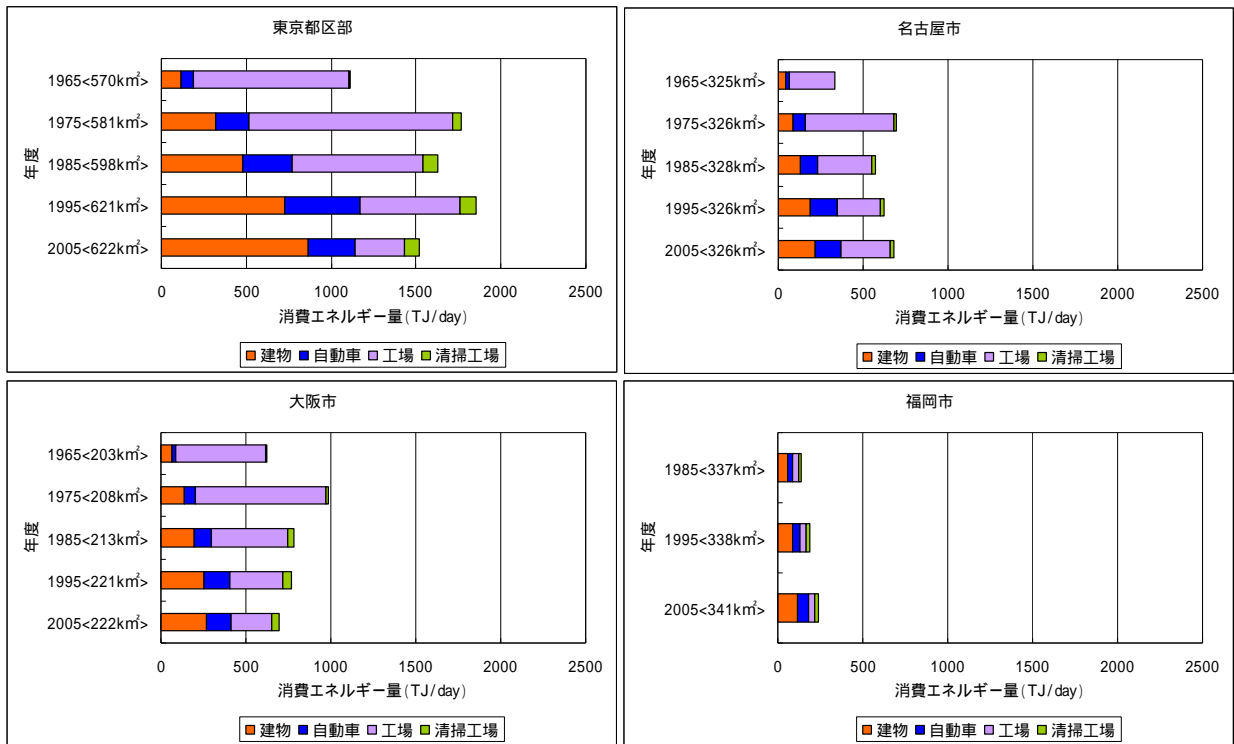 東京都区部
年度
1965<570km²>
1975<581km²>
1985<598km²>
1995<621km²>
2005<622km²>
0 500 1000 1500 2000 2500
消費エネルギー量(TJ/day)
建物 自動車 工場 清掃工場
名古屋市
年度
1965<325km²>
1975<326km²>
1985<328km²>
1995<326km²>
2005<326km²>
0 500 1000 1500 2000 2500
消費エネルギー量(TJ/day)
建物 自動車 工場 清掃工場
大阪市
年度
1965<203km²>
1975<208km²>
1985<213km²>
1995<221km²>
2005<222km²>
0 500 1000 1500 2000 2500
消費エネルギー量(TJ/day)
建物 自動車 工場 清掃工場
福岡市
年度
1985<337km²>
1995<338km²>
2005<341km²>
0 500 1000 1500 2000 2500
消費エネルギー量(TJ/day)
建物 自動車 工場 清掃工場